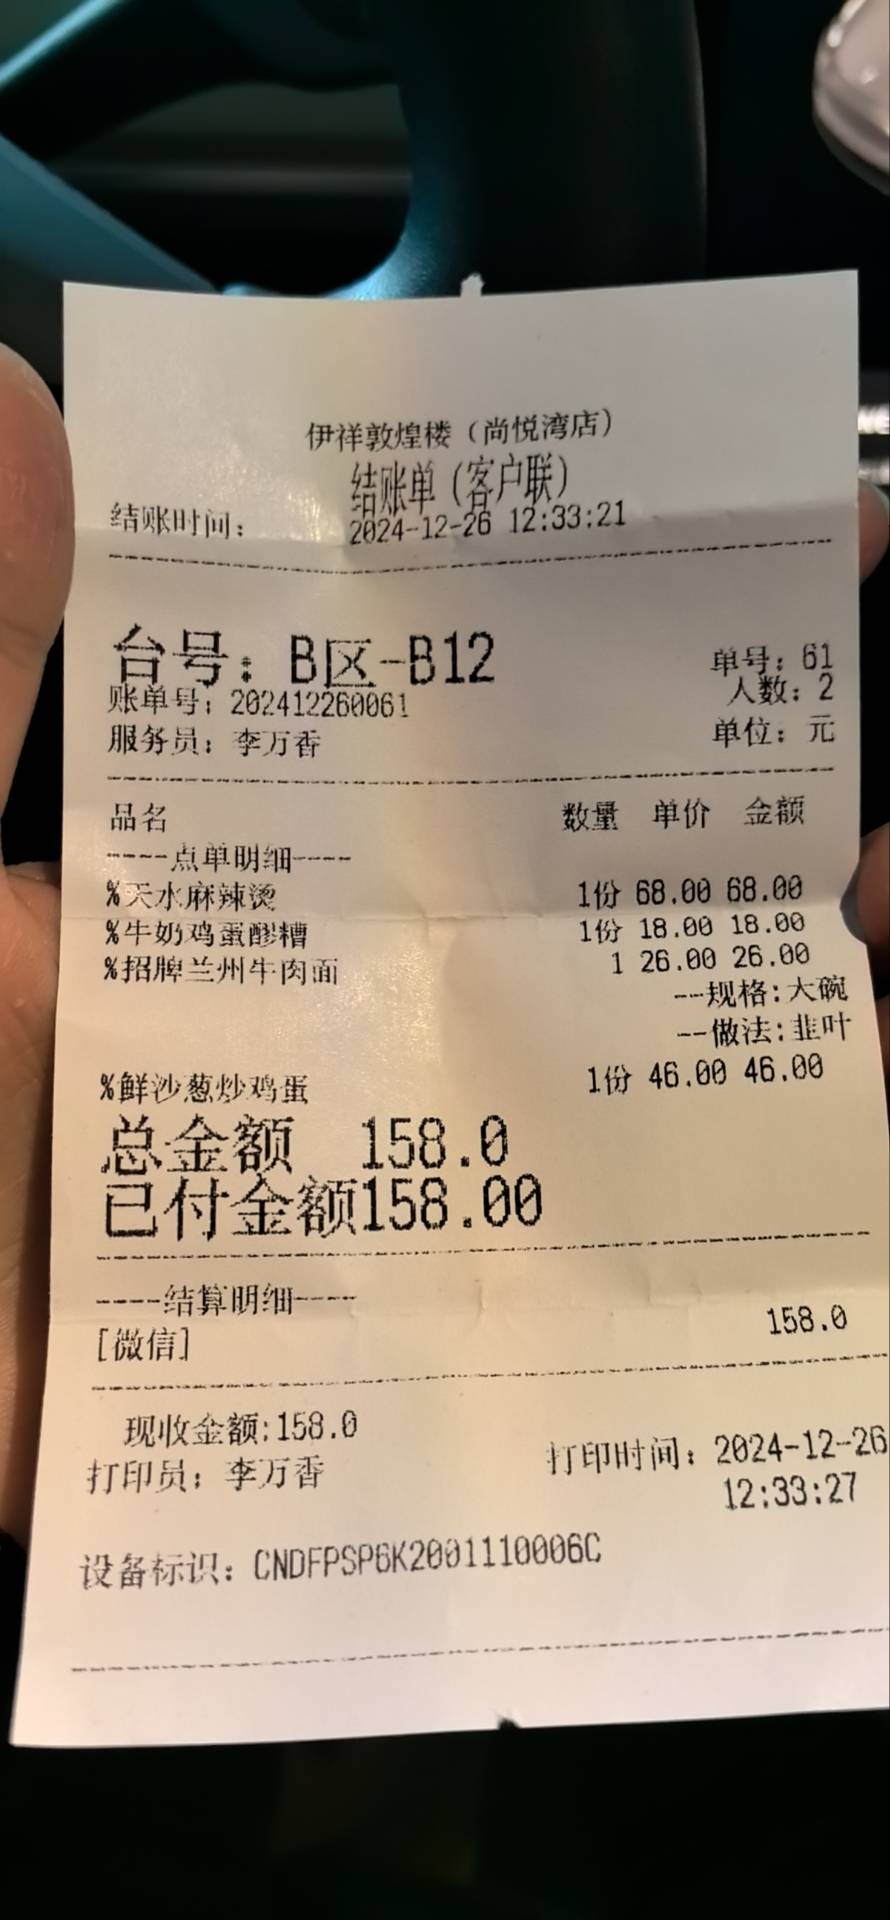 伊祥敦煌楼（尚悦湾店）
结账单（客户联）
结账时间： 2024-12-26 12:33:21
台号：B区-B12 单号：61
账单号：202412260061 人数：2
服务员：李万香 单位：元
品名 数量 单价 金额
----点单明细----
%天水麻辣烫 1份 68.00 68.00
%牛奶鸡蛋醪糟 1份 18.00 18.00
%招牌兰州牛肉面 1 26.00 26.00
--规格:大碗
--做法:韭叶
%鲜沙葱炒鸡蛋 1份 46.00 46.00
总金额 158.0
已付金额158.00
----结算明细----
[微信] 158.0
现收金额:158.0
打印员：李万香 打印时间：2024-12-26
12:33:27
设备标识：CNDFPSP6K2001110006C